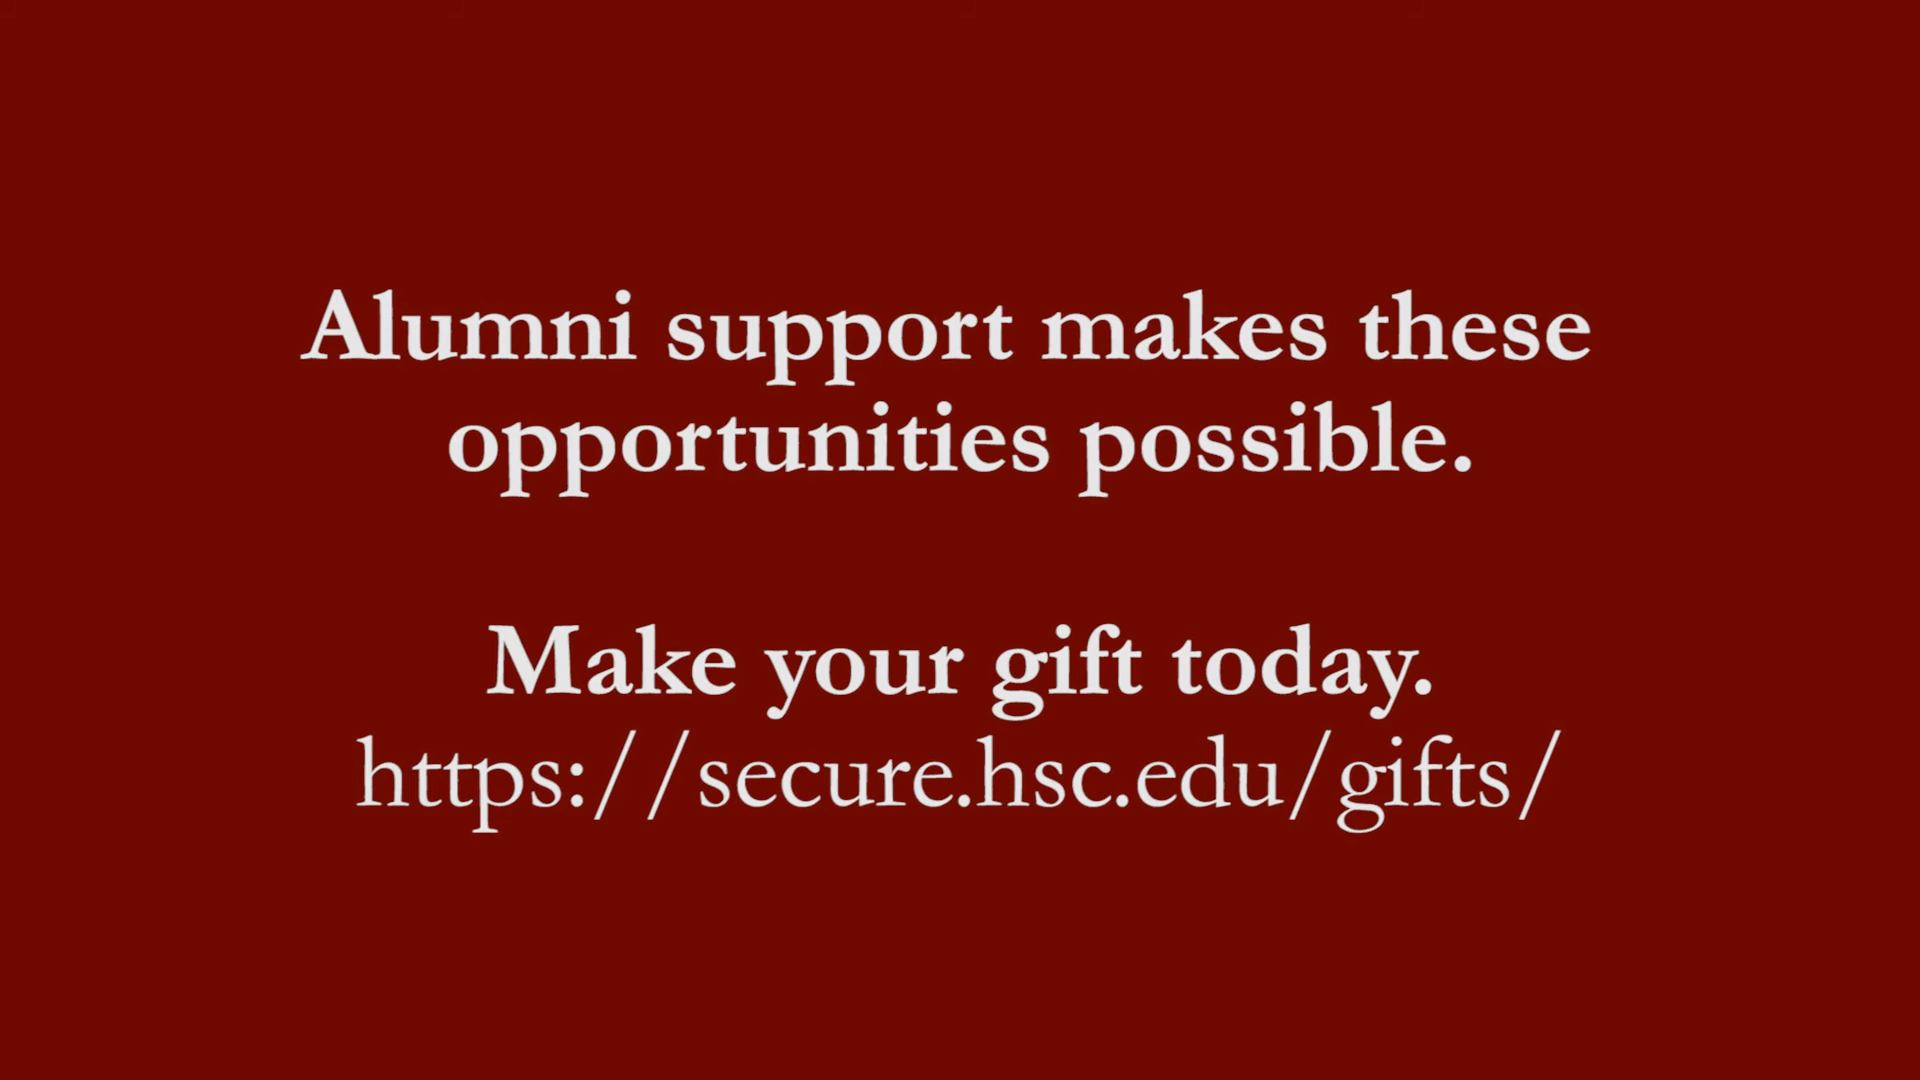 Alumni support makes these
opportunities possible.
Make your gift today.
https://secure.hsc.edu/gifts/